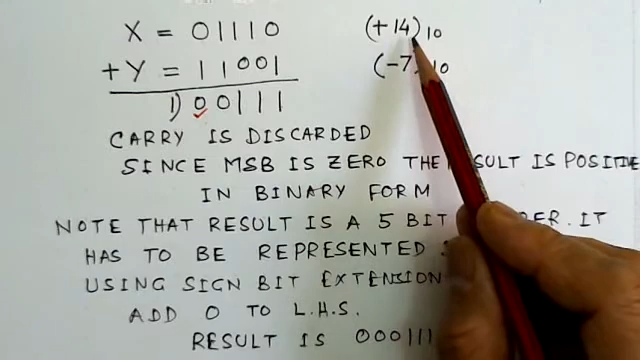 X = 01110 (+14)10
+Y = 11001 (-7)10
1) 00111
CARRY IS DISCARDED
SINCE MSB IS ZERO THE RESULT IS POSITIVE
IN BINARY FORM
NOTE THAT RESULT IS A 5 BIT IT
HAS TO BE REPRESENTED
USING SIGN BIT EXTENSION
ADD 0 TO L.H.S.
RESULT IS 000111